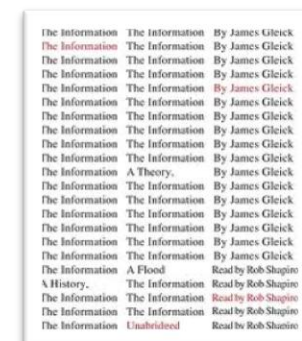 The Information The Information By James Gleick
The Information The Information By James Gleick
The Information The Information By James Gleick
The Information The Information By James Gleick
The Information The Information By James Gleick
The Information The Information By James Gleick
The Information The Information By James Gleick
The Information The Information By James Gleick
The Information The Information By James Gleick
The Information The Information By James Gleick
The Information A Theory, By James Gleick
The Information The Information By James Gleick
The Information The Information By James Gleick
The Information The Information By James Gleick
The Information The Information By James Gleick
The Information The Information By James Gleick
The Information The Information By James Gleick
The Information A Flood Read by Rob Shapiro
A History, The Information Read by Rob Shapiro
The Information The Information Read by Rob Shapiro
The Information The Information Read by Rob Shapiro
The Information Unabridged Read by Rob Shapiro